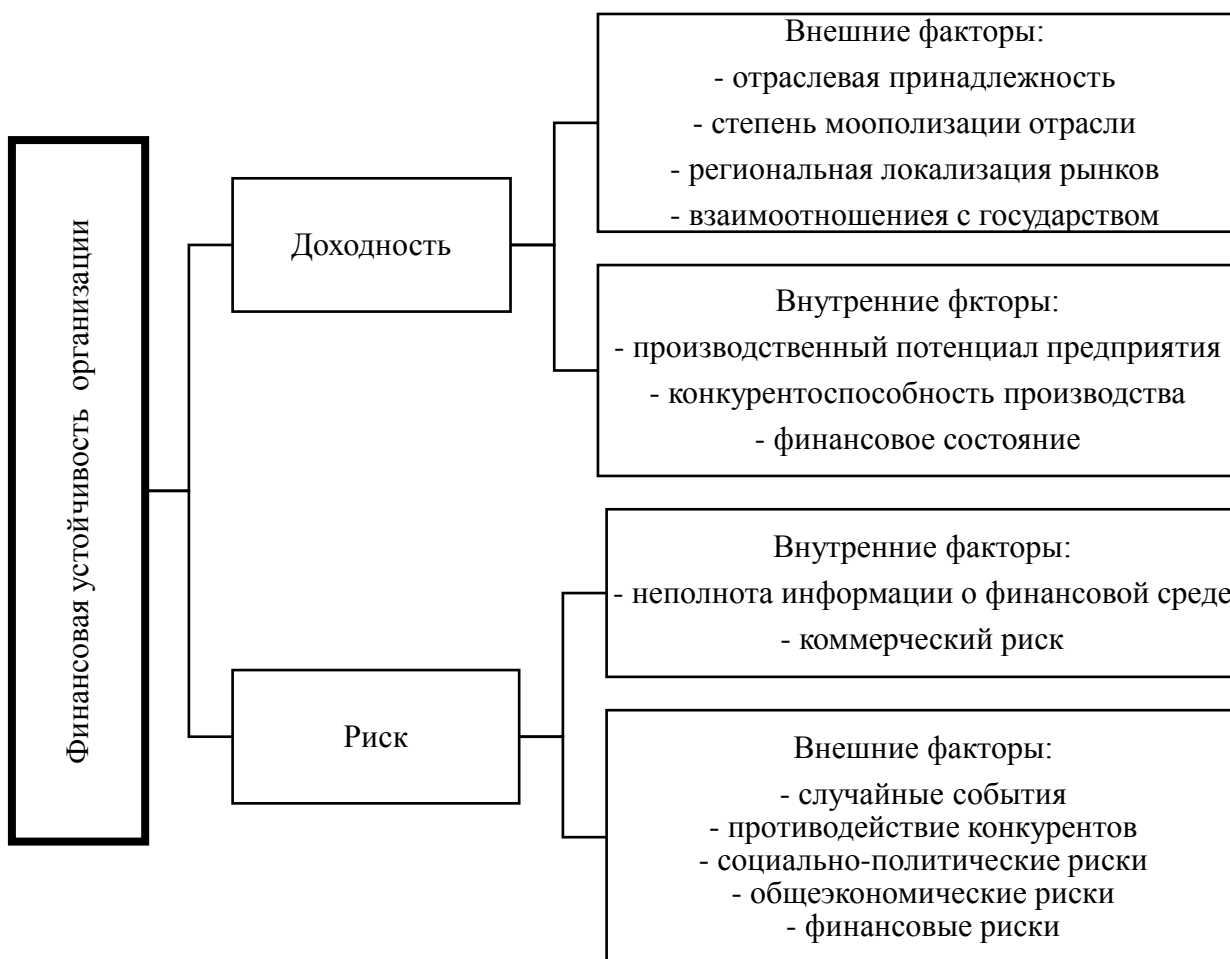 Финансовая устойчивость организации
Доходность
Внешние факторы:
- отраслевая принадлежность
- степень моополизации отрасли
- региональная локализация рынков
- взаимоотношениея с государством
Внутренние фкторы:
- производственный потенциал предприятия
- конкурентоспособность производства
- финансовое состояние
Риск
Внутренние факторы:
- неполнота информации о финансовой среде
- коммерческий риск
Внешние факторы:
- случайные события
- противодействие конкурентов
- социально-политические риски
- общеэкономические риски
- финансовые риски